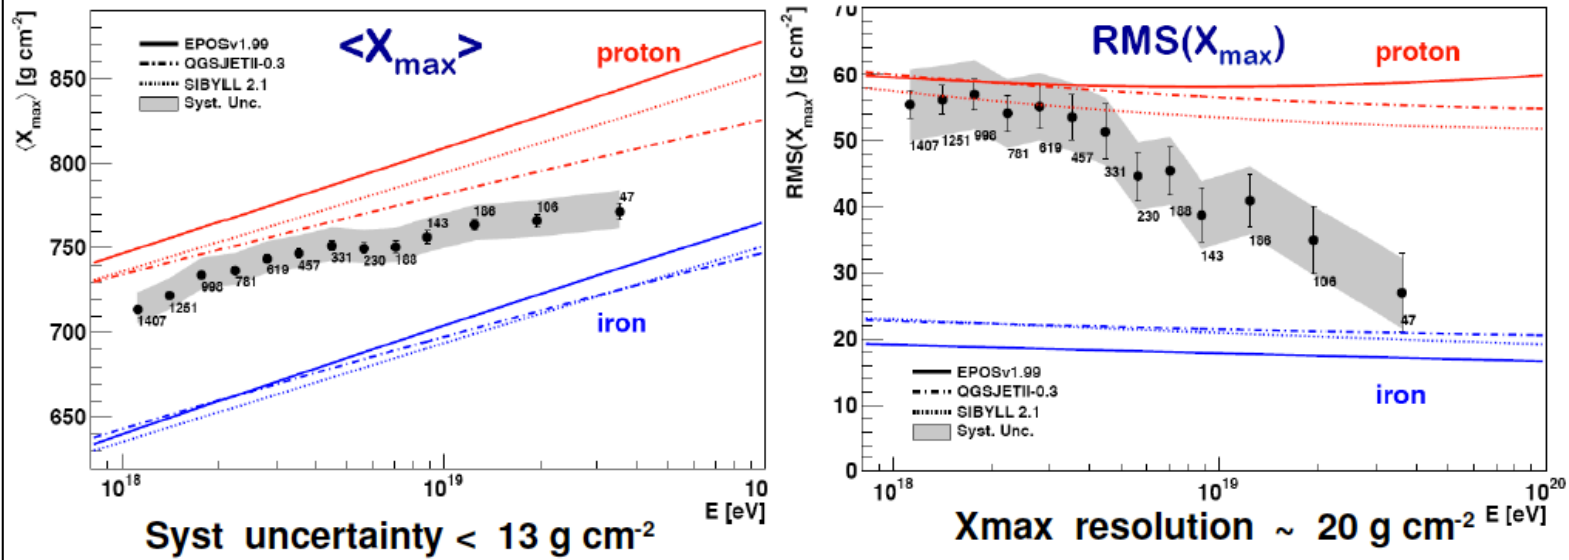 <Xmax>
⟨Xmax⟩ [g cm-2]
EPOSv1.99
QGSJETII-0.3
SIBYLL 2.1
Syst. Unc.
proton
850
800
750
700
650
1407
1251
998
781
619
457
331
230
188
143
186
106
47
iron
10^18
10^19
10
E [eV]
Syst uncertainty < 13 g cm-2
RMS(Xmax)
RMS(Xmax) [g cm-2]
proton
70
60
50
40
30
20
10
0
1407
1251
998
781
619
457
331
230
188
143
186
106
47
EPOSv1.99
QGSJETII-0.3
SIBYLL 2.1
Syst. Unc.
iron
10^18
10^19
10^20
E [eV]
Xmax resolution ~ 20 g cm-2